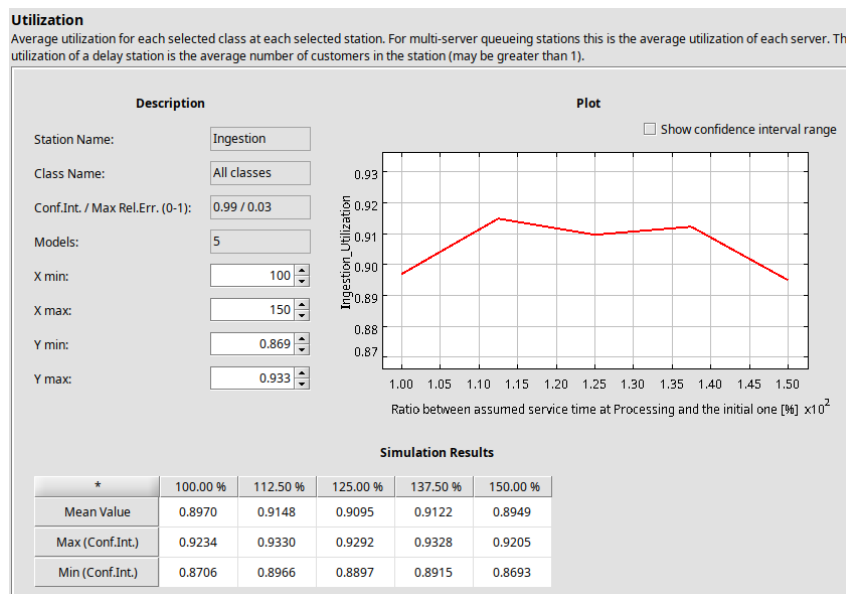 Utilization
Average utilization for each selected class at each selected station. For multi-server queueing stations this is the average utilization of each server. Th
utilization of a delay station is the average number of customers in the station (may be greater than 1).
Description
Station Name: Ingestion
Class Name: All classes
Conf.Int. / Max Rel.Err. (0-1): 0.99 / 0.03
Models: 5
X min: 100
X max: 150
Y min: 0.869
Y max: 0.933
Plot
Show confidence interval range
Ingestion_Utilization
0.93
0.92
0.91
0.90
0.89
0.88
0.87
1.00 1.05 1.10 1.15 1.20 1.25 1.30 1.35 1.40 1.45 1.50
Ratio between assumed service time at Processing and the initial one [%] x10^2
Simulation Results
* 100.00 % 112.50 % 125.00 % 137.50 % 150.00 %
Mean Value 0.8970 0.9148 0.9095 0.9122 0.8949
Max (Conf.Int.) 0.9234 0.9330 0.9292 0.9328 0.9205
Min (Conf.Int.) 0.8706 0.8966 0.8897 0.8915 0.8693